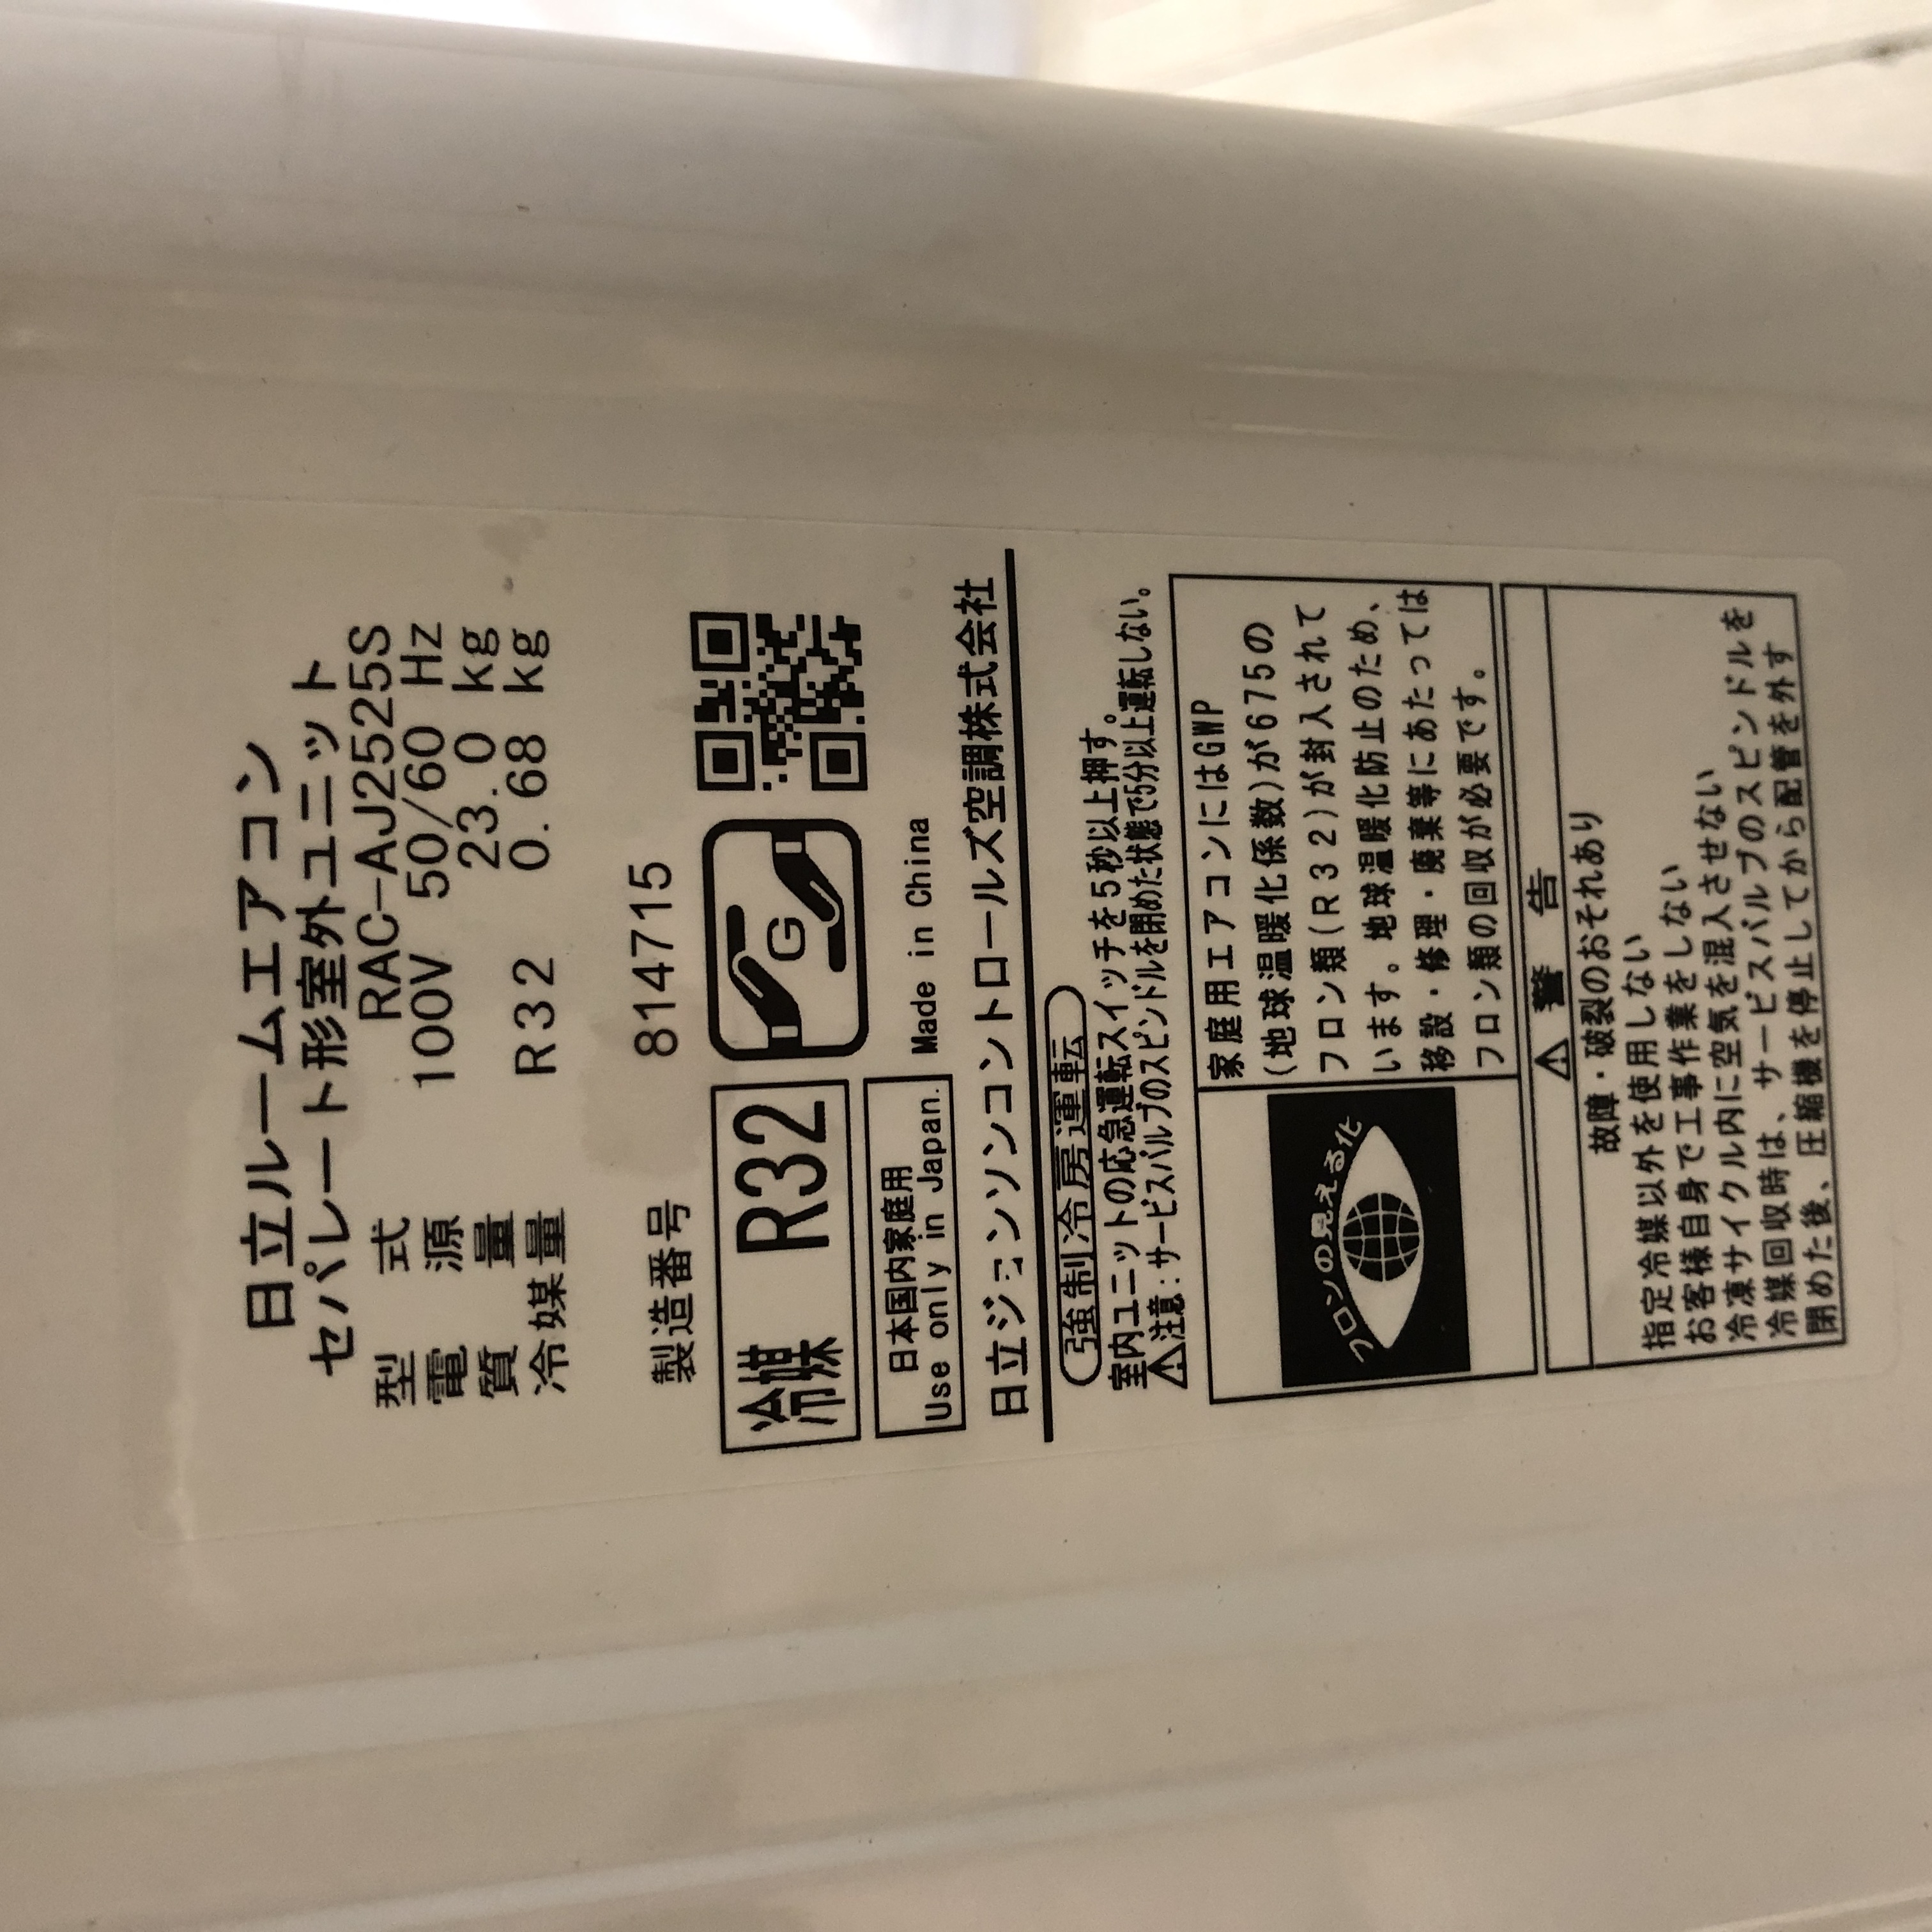 日立ルームエアコン
セパレート形室外ユニット
型式 RAC-AJ2525S
電源 100V 50/60 Hz
質量 23.0 kg
冷媒量 R32 0.68 kg
製造番号 814715
冷媒 R32
G
日本国内家庭用
Use only in Japan.
Made in China
日立ジョンソンコントロールズ空調株式会社
強制冷房運転
室内ユニットの応急運転スイッチを5秒以上押す。
⚠注意:サービスバルブのスピンドルを閉めた状態で5分以上運転しない。
フロンの見える化
家庭用エアコンにはGWP
(地球温暖化係数)が675の
フロン類(R32)が封入されて
います。地球温暖化防止のため、
移設・修理・廃棄等にあたっては
フロン類の回収が必要です。
⚠ 警 告
故障・破裂のおそれあり
指定冷媒以外を使用しない
お客様自身で工事作業をしない
冷凍サイクル内に空気を混入させない
冷媒回収時は、サービスバルブのスピンドルを
閉めた後、圧縮機を停止してから配管を外す